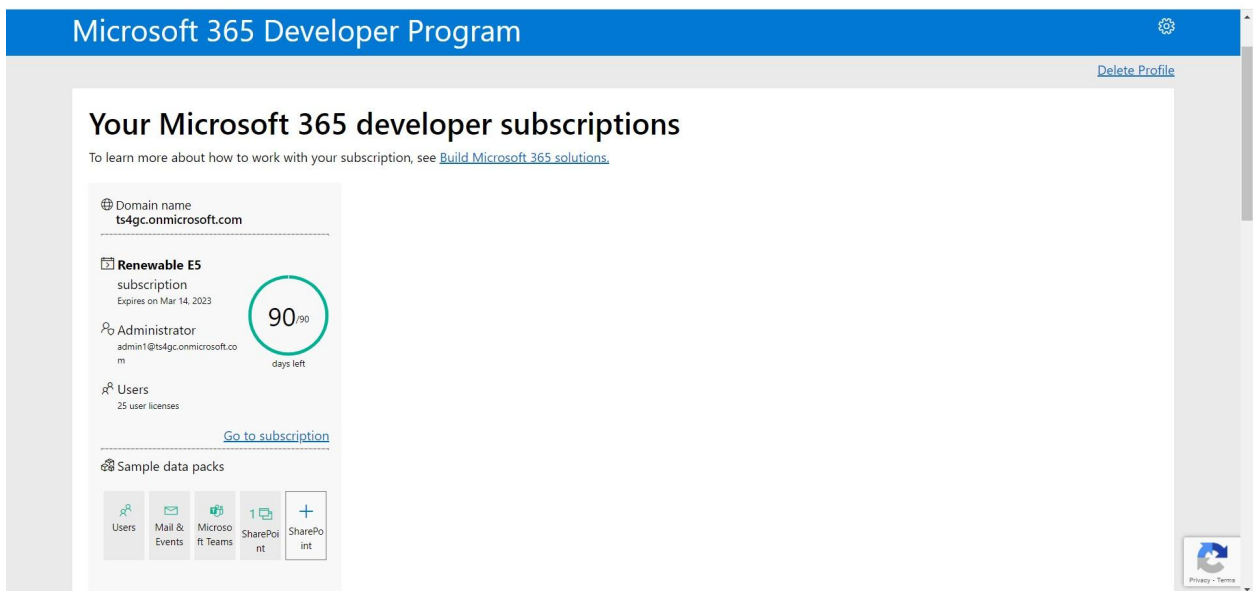 Microsoft 365 Developer Program
Delete Profile
Your Microsoft 365 developer subscriptions
To learn more about how to work with your subscription, see Build Microsoft 365 solutions.
Domain name
ts4gc.onmicrosoft.com
Renewable E5
subscription
Expires on Mar 14, 2023
90/90
days left
Administrator
admin1@ts4gc.onmicrosoft.co
m
Users
25 user licenses
Go to subscription
Sample data packs
Users
Mail &
Events
Microso
ft Teams
1
SharePoi
nt
SharePo
int
Privacy - Terms